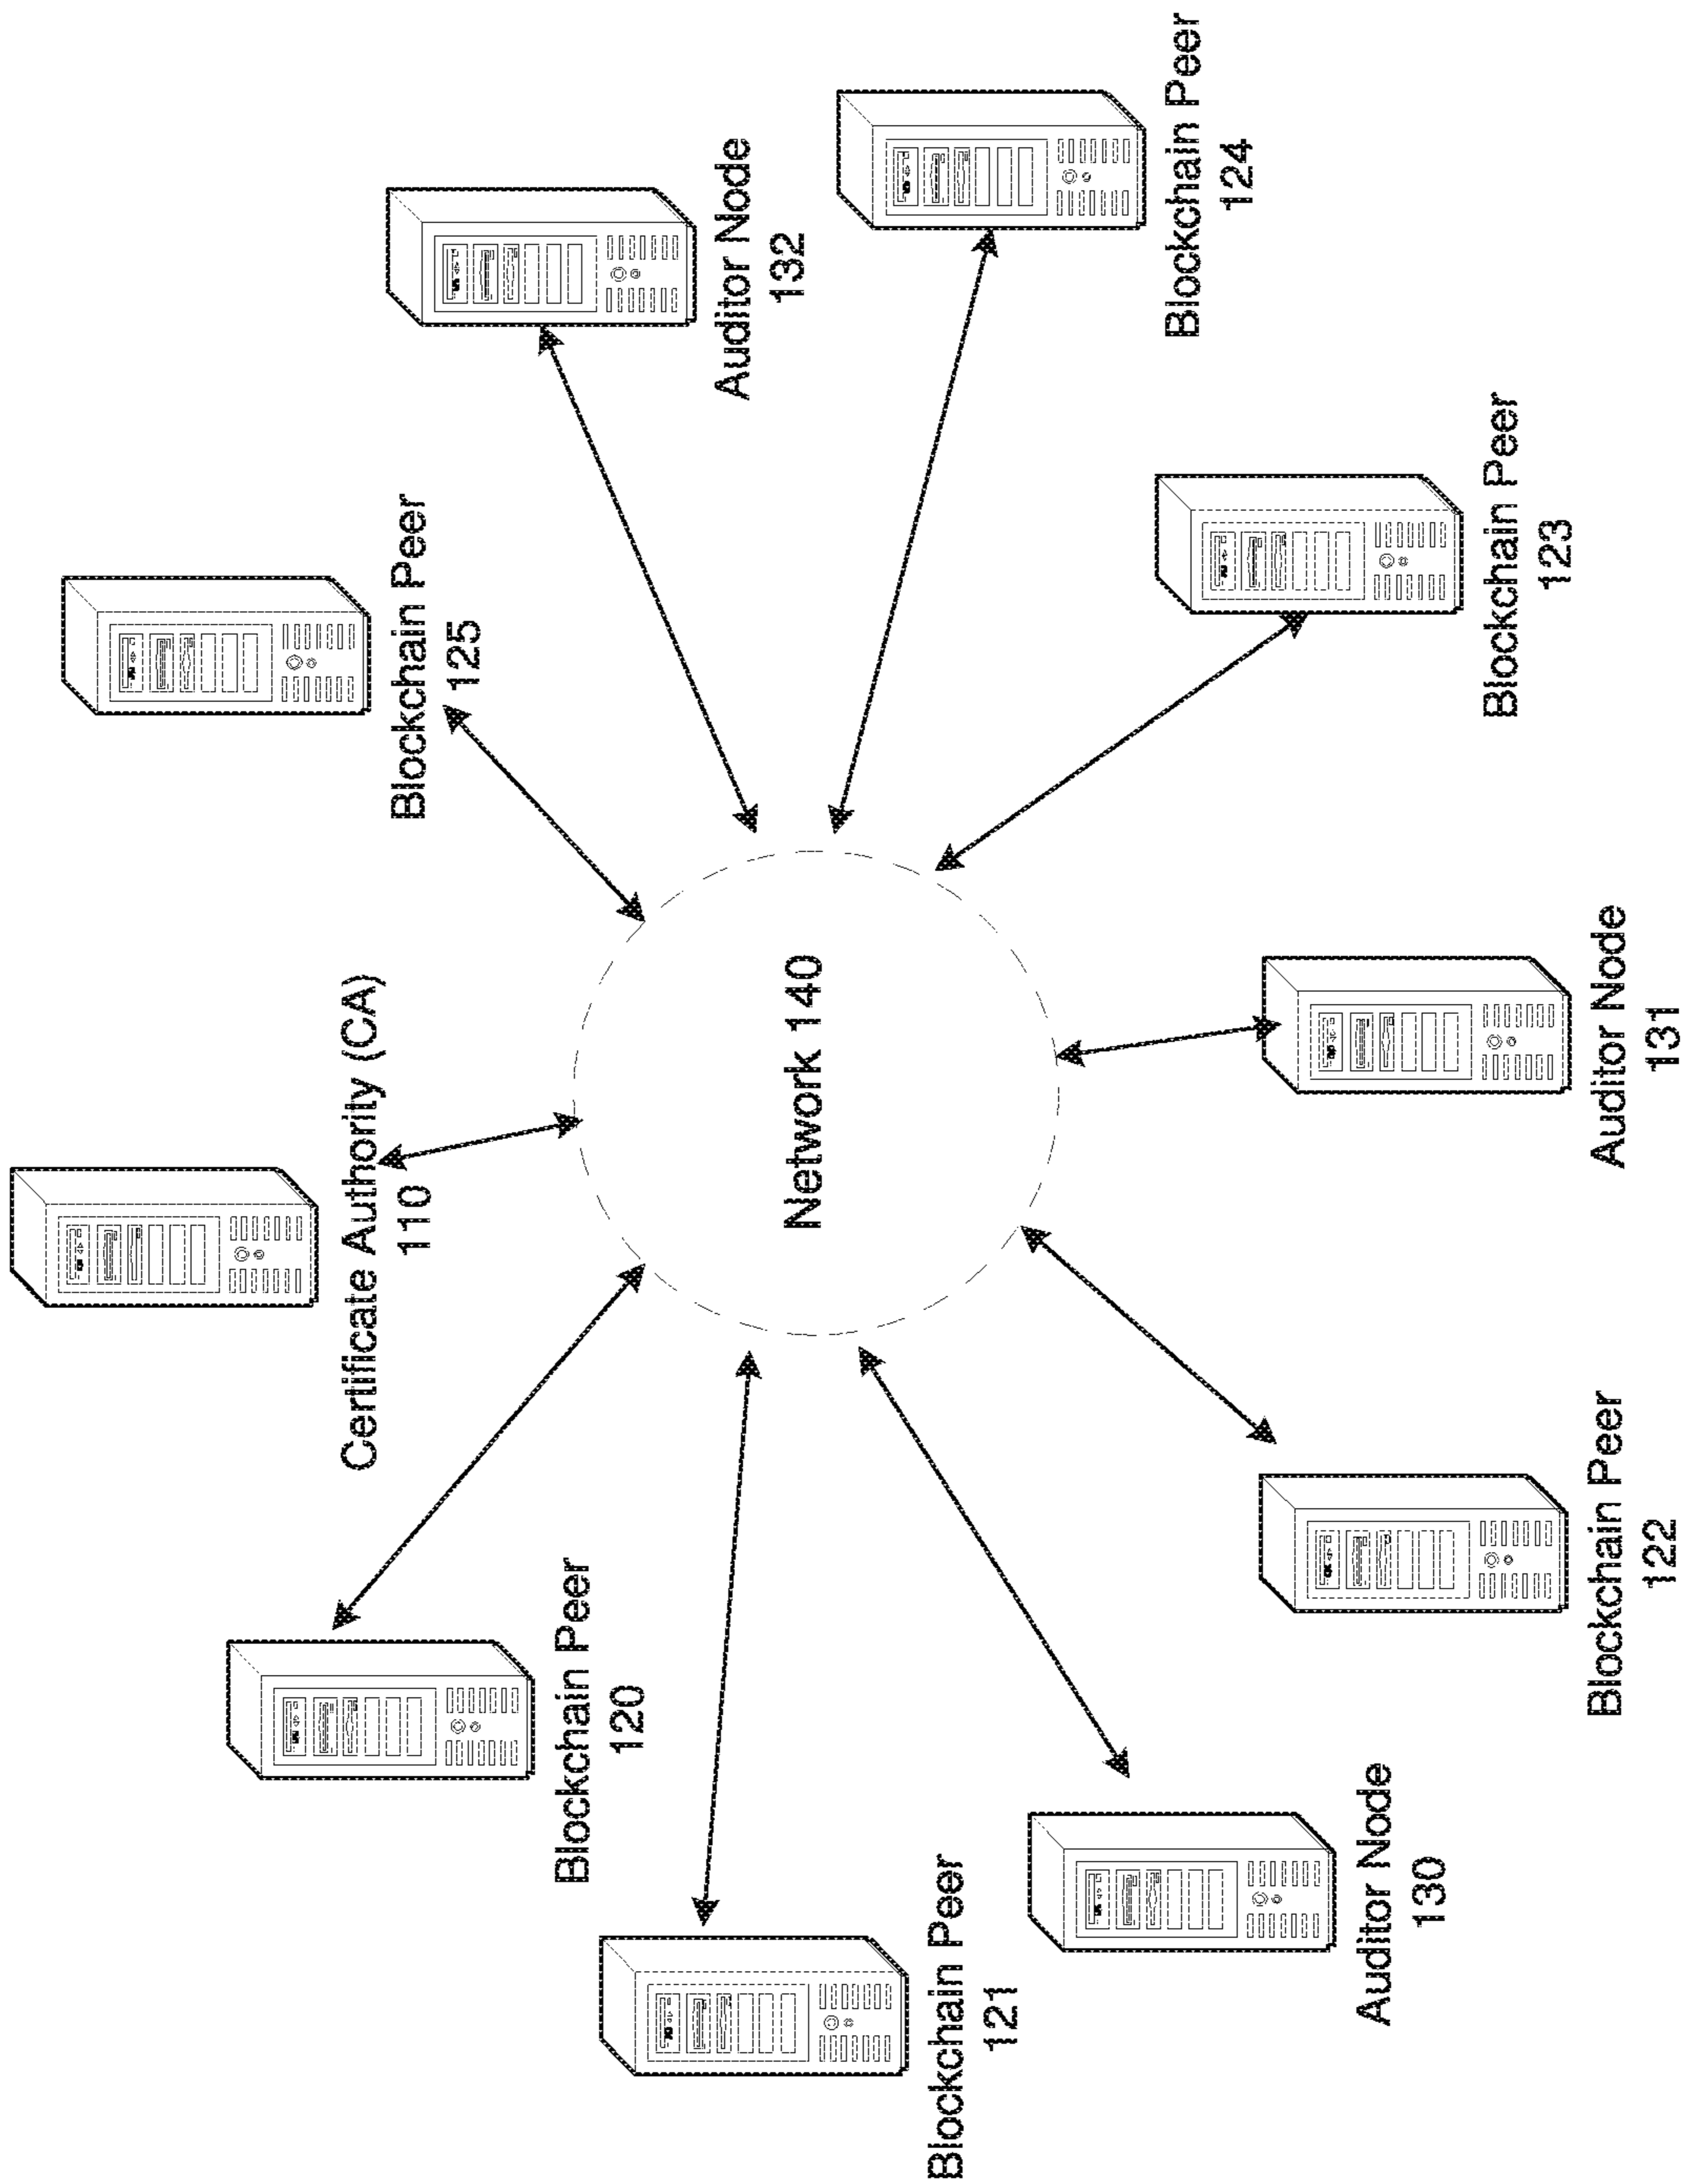 Certificate Authority (CA)
110
Blockchain Peer
120
Blockchain Peer
125
Blockchain Peer
121
Auditor Node
132
Network 140
Auditor Node
130
Blockchain Peer
124
Blockchain Peer
122
Auditor Node
131
Blockchain Peer
123